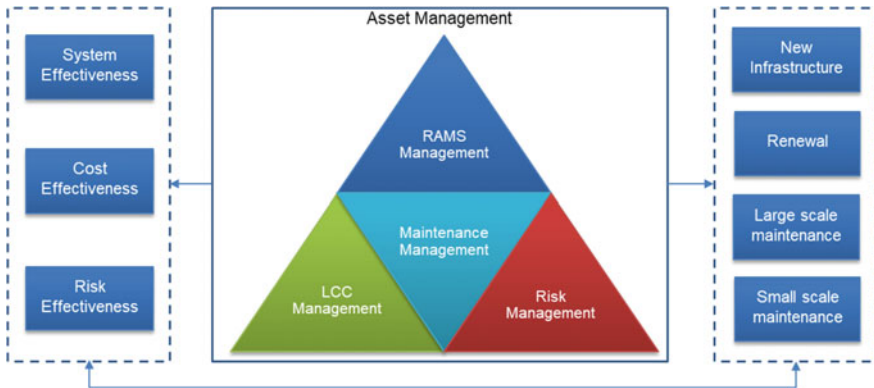 Asset Management
System
Effectiveness
Cost
Effectiveness
Risk
Effectiveness
RAMS
Management
Maintenance
Management
LCC
Management
Risk
Management
New
Infrastructure
Renewal
Large scale
maintenance
Small scale
maintenance